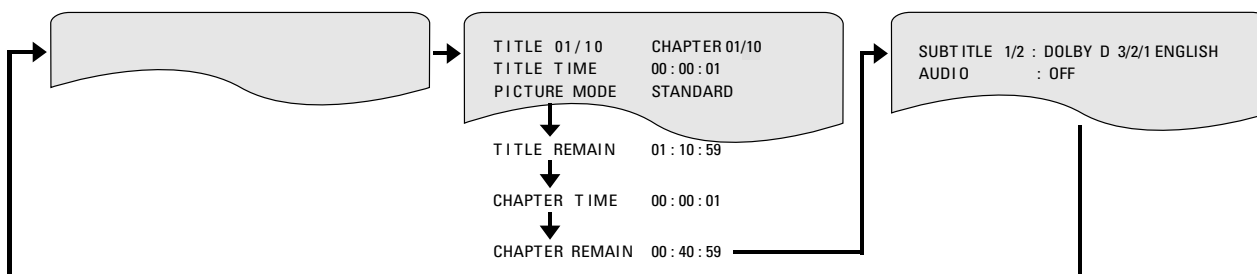 TITLE 01/10 CHAPTER 01/10
TITLE TIME 00:00:01
PICTURE MODE STANDARD
TITLE REMAIN 01:10:59
CHAPTER TIME 00:00:01
CHAPTER REMAIN 00:40:59
SUBTITLE 1/2 : DOLBY D 3/2/1 ENGLISH
AUDIO : OFF